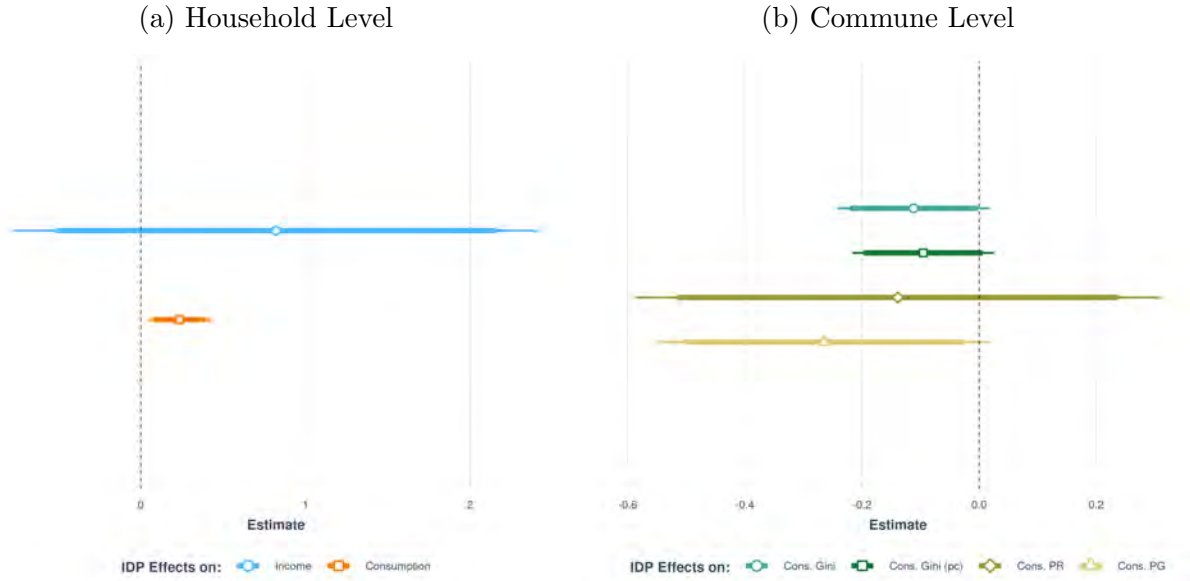 (a) Household Level
(b) Commune Level
0 1 2
Estimate
IDP Effects on: Income Consumption
-0.6 -0.4 -0.2 0.0 0.2
Estimate
IDP Effects on: Cons. Gini Cons. Gini (pc) Cons. PR Cons. PG